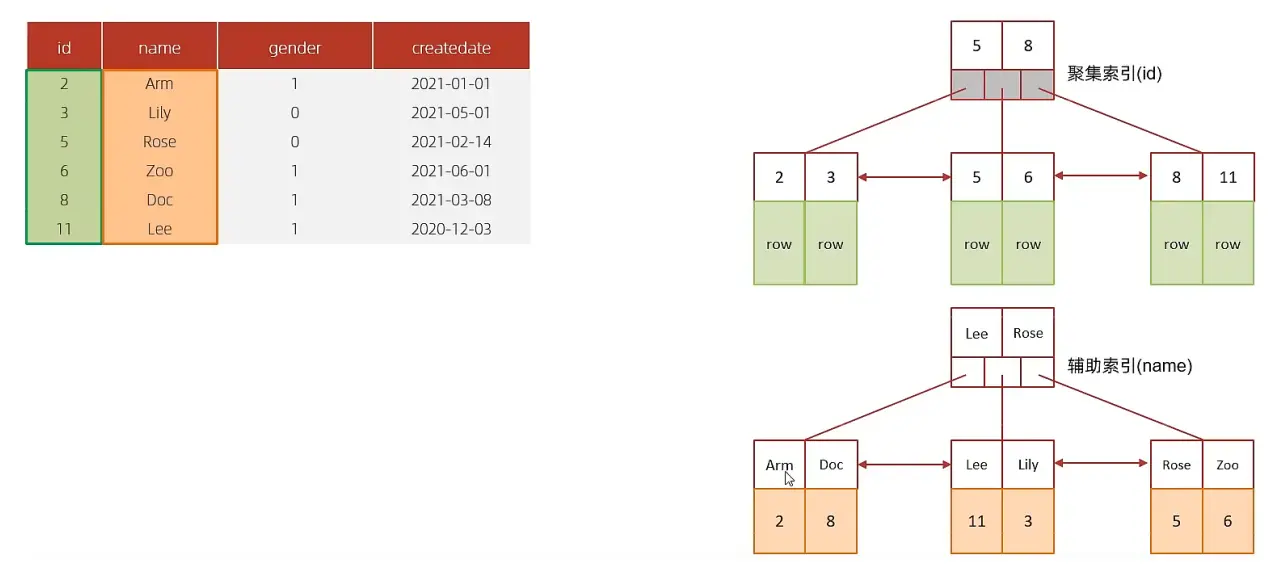 id name gender createdate
2 Arm 1 2021-01-01
3 Lily 0 2021-05-01
5 Rose 0 2021-02-14
6 Zoo 1 2021-06-01
8 Doc 1 2021-03-08
11 Lee 1 2020-12-03
5 8
聚集索引(id)
2 3 5 6 8 11
row row row row row row
Lee Rose
辅助索引(name)
Arm Doc Lee Lily Rose Zoo
2 8 11 3 5 6